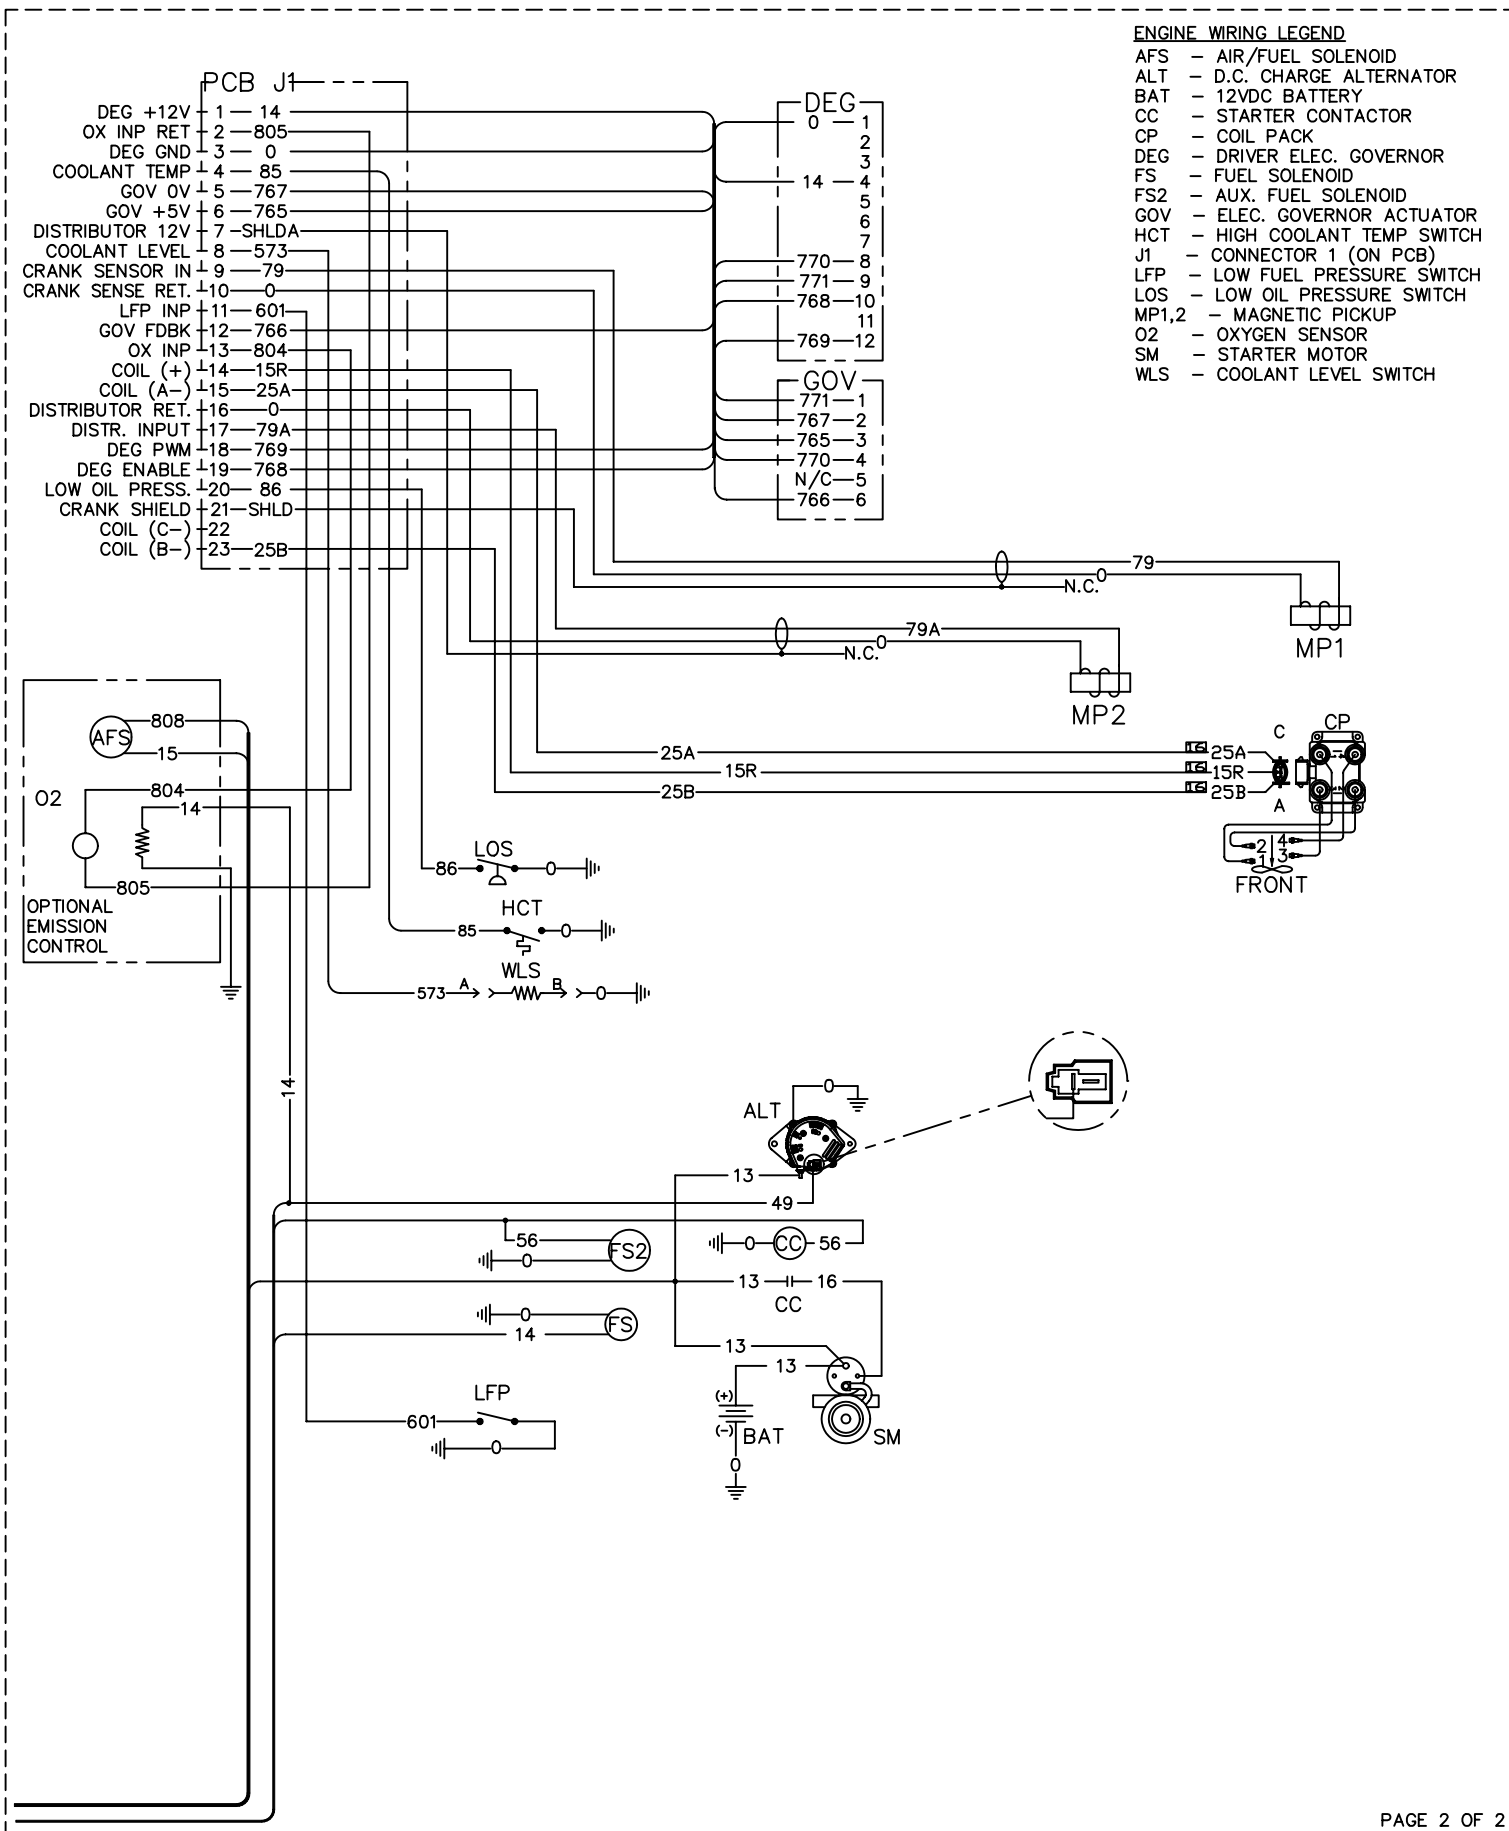 ENGINE WIRING LEGEND
AFS – AIR/FUEL SOLENOID
ALT – D.C. CHARGE ALTERNATOR
BAT – 12VDC BATTERY
CC – STARTER CONTACTOR
CP – COIL PACK
DEG – DRIVER ELEC. GOVERNOR
FS – FUEL SOLENOID
FS2 – AUX. FUEL SOLENOID
GOV – ELEC. GOVERNOR ACTUATOR
HCT – HIGH COOLANT TEMP SWITCH
J1 – CONNECTOR 1 (ON PCB)
LFP – LOW FUEL PRESSURE SWITCH
LOS – LOW OIL PRESSURE SWITCH
MP1,2 – MAGNETIC PICKUP
O2 – OXYGEN SENSOR
SM – STARTER MOTOR
WLS – COOLANT LEVEL SWITCH
PCB J1
DEG +12V 1 14
OX INP RET 2 805
DEG GND 3 0
COOLANT TEMP 4 85
GOV 0V 5 767
GOV +5V 6 765
DISTRIBUTOR 12V 7 SHLDA
COOLANT LEVEL 8 573
CRANK SENSOR IN 9 79
CRANK SENSE RET. 10 0
LFP INP 11 601
GOV FDBK 12 766
OX INP 13 804
COIL (+) 14 15R
COIL (A–) 15 25A
DISTRIBUTOR RET. 16 0
DISTR. INPUT 17 79A
DEG PWM 18 769
DEG ENABLE 19 768
LOW OIL PRESS. 20 86
CRANK SHIELD 21 SHLD
COIL (C–) 22
COIL (B–) 23 25B
DEG
0 1
2
3
14 4
5
6
7
770 8
771 9
768 10
11
769 12
GOV
771 1
767 2
765 3
770 4
N/C 5
766 6
79
0
N.C.
MP1
79A
0
N.C.
MP2
AFS
808
15
O2
804
14
805
OPTIONAL
EMISSION
CONTROL
C CP
25A 16 25A
15R 16 15R
25B 16 25B
A
2 4
1 3
FRONT
LOS
86 0
HCT
85 0
WLS
573 A B 0
14
ALT
0
13
49
56
0
FS2
0 CC 56
13 16
CC
0
14
FS
13
13
(+)
(–)
BAT
0
SM
LFP
601
0
PAGE 2 OF 2